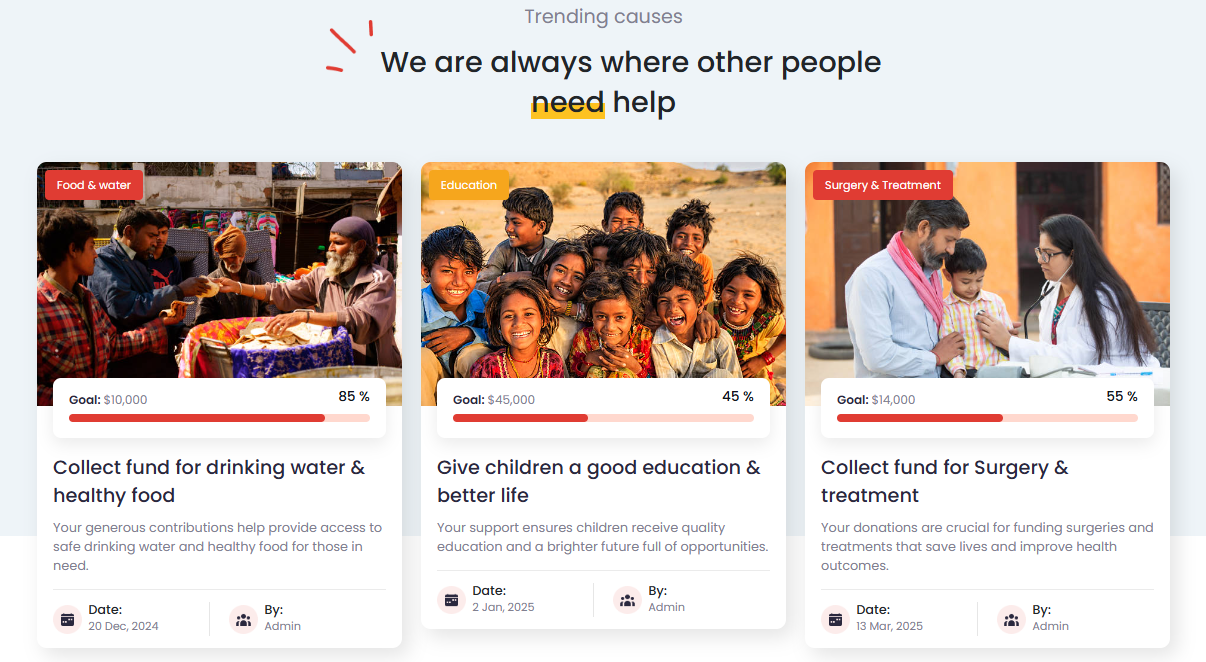 Trending causes
We are always where other people
need help
Food & water
Goal: $10,000
85 %
Collect fund for drinking water &
healthy food
Your generous contributions help provide access to
safe drinking water and healthy food for those in
need.
Date:
20 Dec, 2024
By:
Admin
Education
Goal: $45,000
45 %
Give children a good education &
better life
Your support ensures children receive quality
education and a brighter future full of opportunities.
Date:
2 Jan, 2025
By:
Admin
Surgery & Treatment
Goal: $14,000
55 %
Collect fund for Surgery &
treatment
Your donations are crucial for funding surgeries and
treatments that save lives and improve health
outcomes.
Date:
13 Mar, 2025
By:
Admin